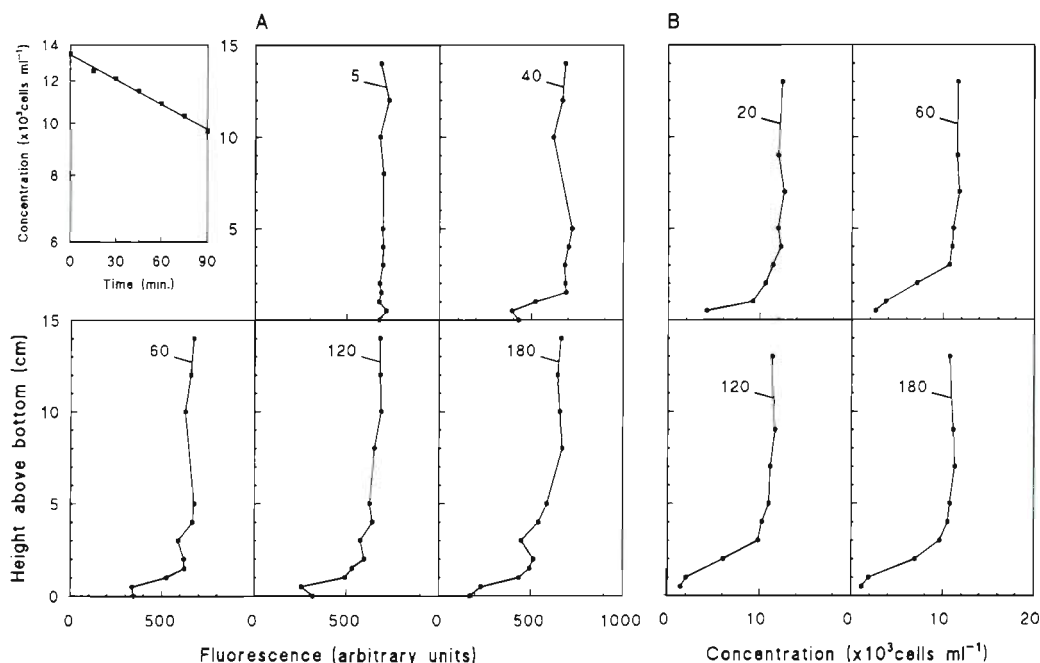 A
B
Concentration (x10³cells ml⁻¹)
14
12
10
8
6
0 30 60 90
Time (min.)
15
10
5
5
40
20
60
Height above bottom (cm)
15
10
5
0
60
120
180
120
180
0 500 0 500 0 500 1000
0 10 0 10 20
Fluorescence (arbitrary units)
Concentration (x10³cells ml⁻¹)